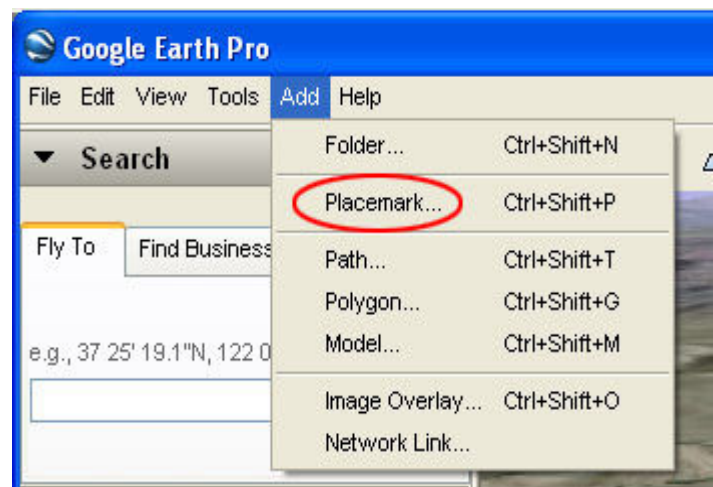 Google Earth Pro
File Edit View Tools Add Help
Search
Folder... Ctrl+Shift+N
Placemark... Ctrl+Shift+P
Fly To Find Business
Path... Ctrl+Shift+T
Polygon... Ctrl+Shift+G
e.g., 37 25' 19.1"N, 122 0
Model... Ctrl+Shift+M
Image Overlay... Ctrl+Shift+O
Network Link...